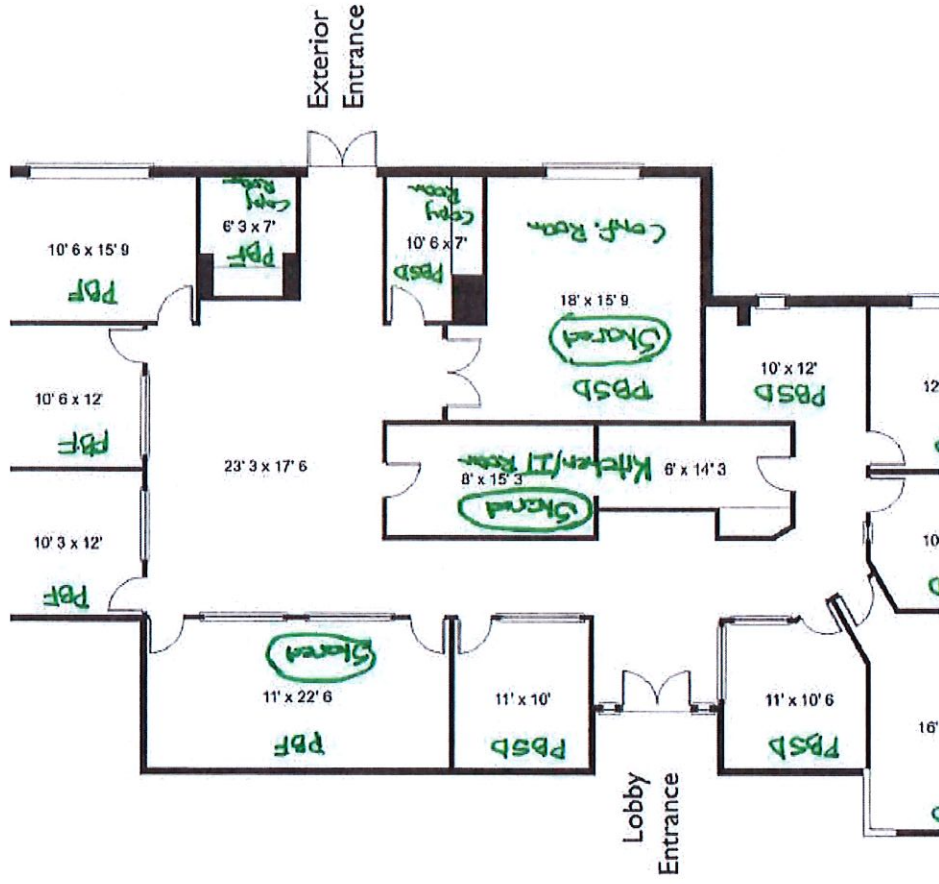 Exterior
Entrance
10' 6 x 15' 9
PBF
Copy
Room
6' 3 x 7'
PBF
Copy
Room
10' 6 x 7'
PBSD
Conf. Room
18' x 15' 9
Shared
PBSD
10' x 12'
PBSD
12
10' 6 x 12'
PBF
23' 3 x 17' 6
Kitchen/IT Room
8' x 15' 3
Shared
6' x 14' 3
10' 3 x 12'
PBF
10
Shared
11' x 22' 6
PBF
11' x 10'
PBSD
11' x 10' 6
PBSD
16'
Lobby
Entrance